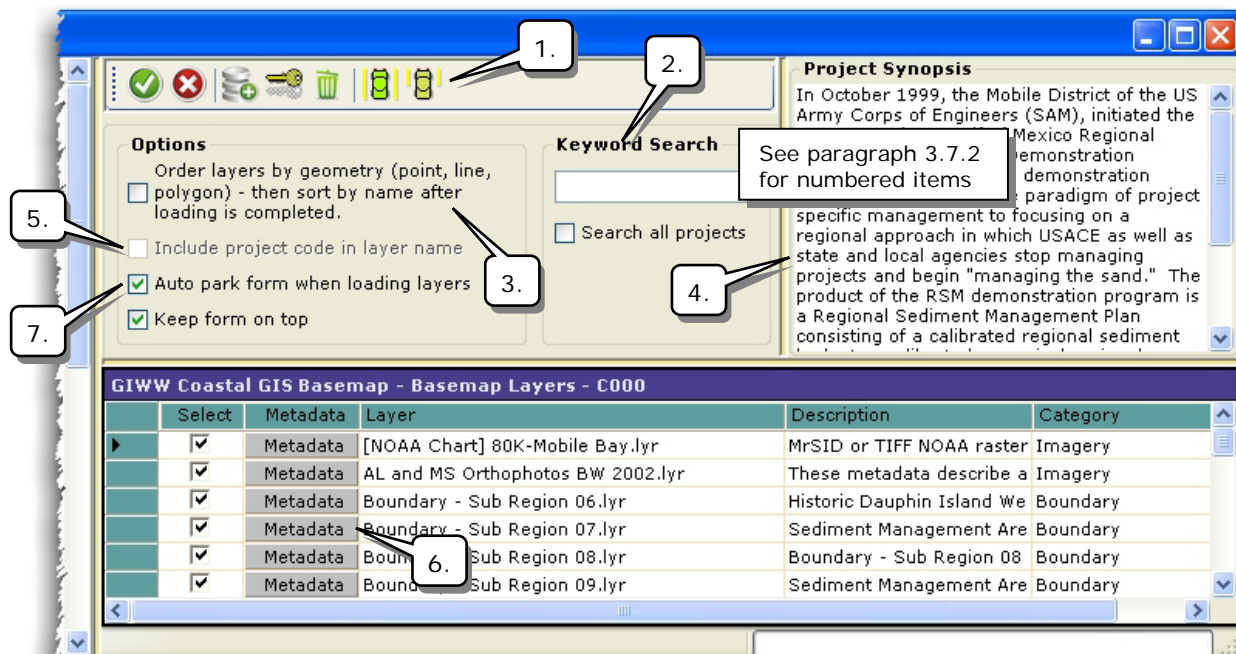 1.
2.
Project Synopsis
In October 1999, the Mobile District of the US
Army Corps of Engineers (SAM), initiated the
Mexico Regional
demonstration
paradigm of project
specific management to focusing on a
regional approach in which USACE as well as
state and local agencies stop managing
projects and begin "managing the sand." The
product of the RSM demonstration program is
a Regional Sediment Management Plan
consisting of a calibrated regional sediment
See paragraph 3.7.2
for numbered items
Options
Order layers by geometry (point, line,
polygon) - then sort by name after
loading is completed.
Include project code in layer name
Auto park form when loading layers
Keep form on top
Keyword Search
Search all projects
5.
3.
4.
7.
GIWW Coastal GIS Basemap - Basemap Layers - C000
Select Metadata Layer Description Category
Metadata [NOAA Chart] 80K-Mobile Bay.lyr MrSID or TIFF NOAA raster Imagery
Metadata AL and MS Orthophotos BW 2002.lyr These metadata describe a Imagery
Metadata Boundary - Sub Region 06.lyr Historic Dauphin Island We Boundary
Metadata Boundary - Sub Region 07.lyr Sediment Management Are Boundary
Metadata Sub Region 08.lyr Boundary - Sub Region 08 Boundary
Metadata Sub Region 09.lyr Sediment Management Are Boundary
6.